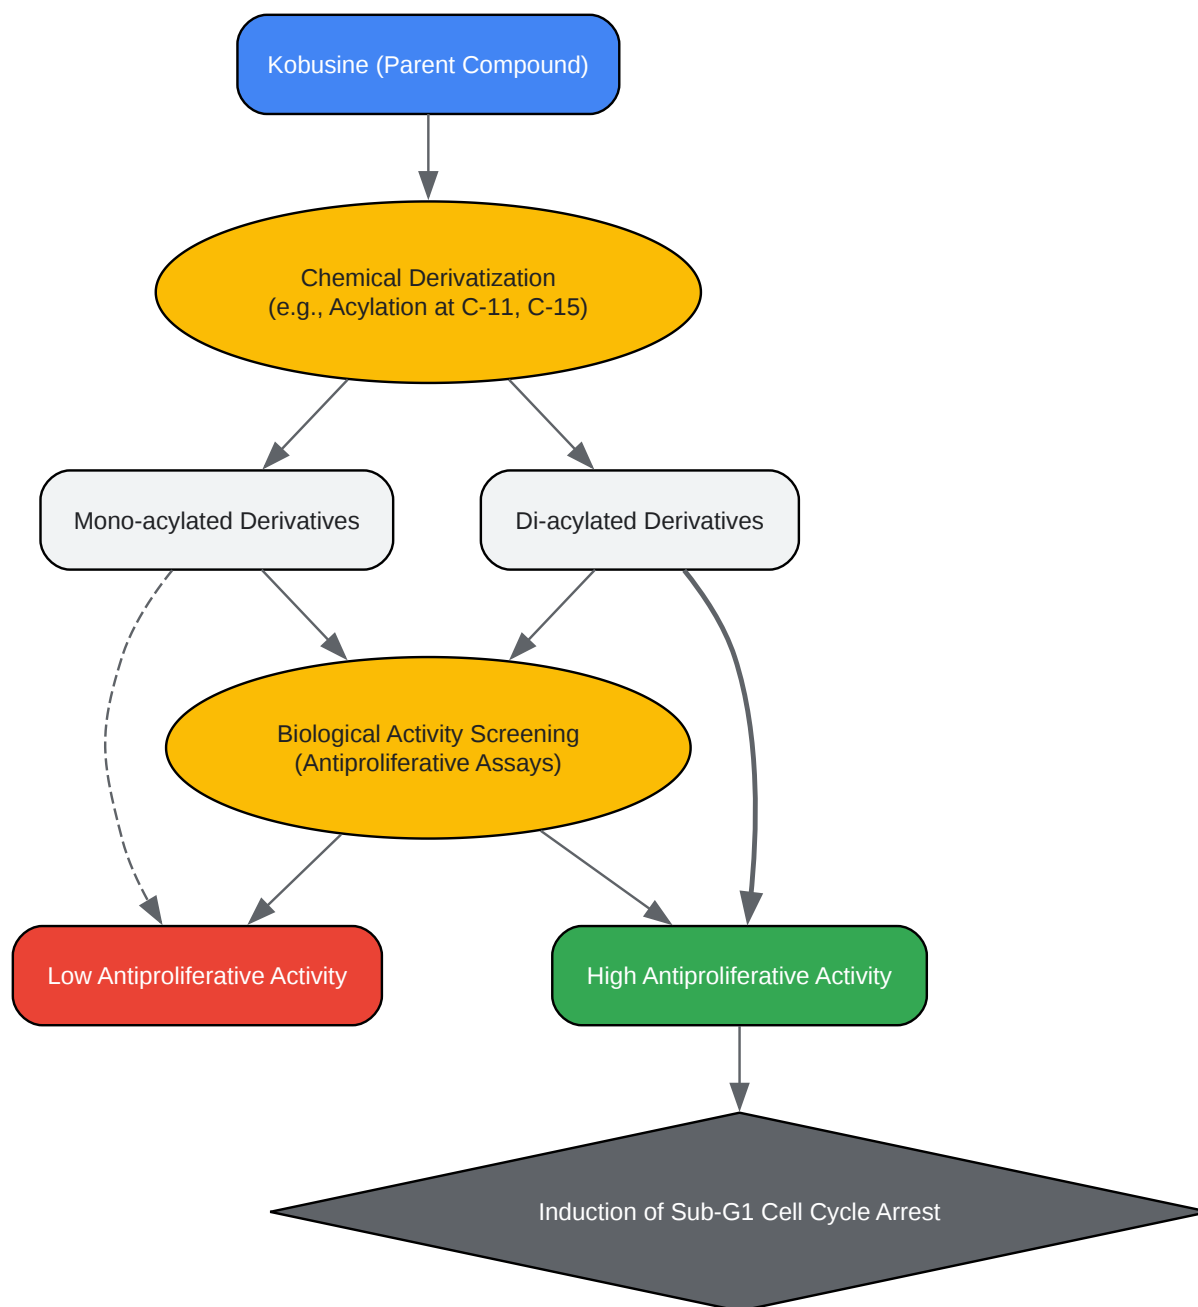 Kobusine (Parent Compound)
Chemical Derivatization
(e.g., Acylation at C-11, C-15)
Mono-acylated Derivatives
Di-acylated Derivatives
Biological Activity Screening
(Antiproliferative Assays)
Low Antiproliferative Activity
High Antiproliferative Activity
Induction of Sub-G1 Cell Cycle Arrest